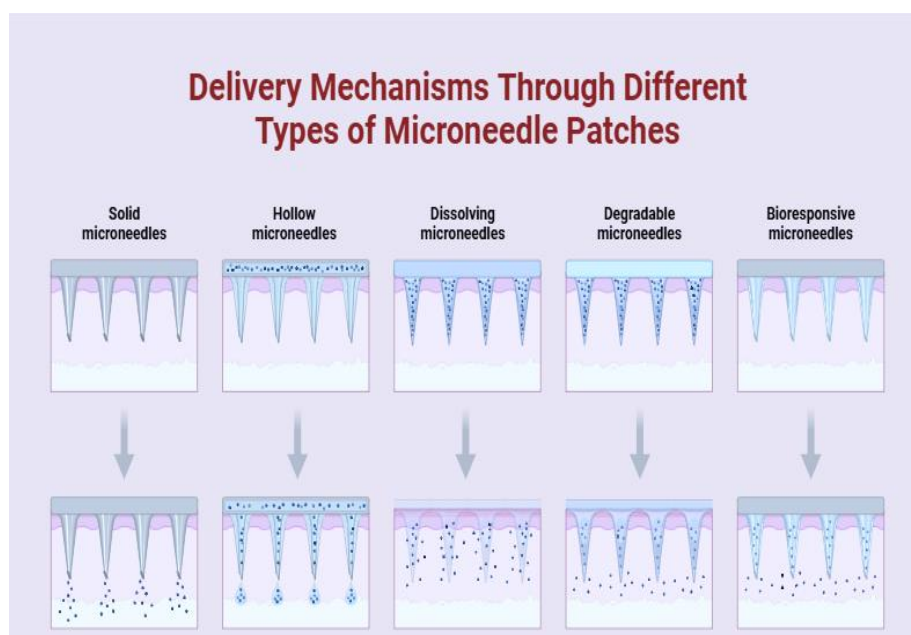 Delivery Mechanisms Through Different
Types of Microneedle Patches
Solid
microneedles
Hollow
microneedles
Dissolving
microneedles
Degradable
microneedles
Bioresponsive
microneedles